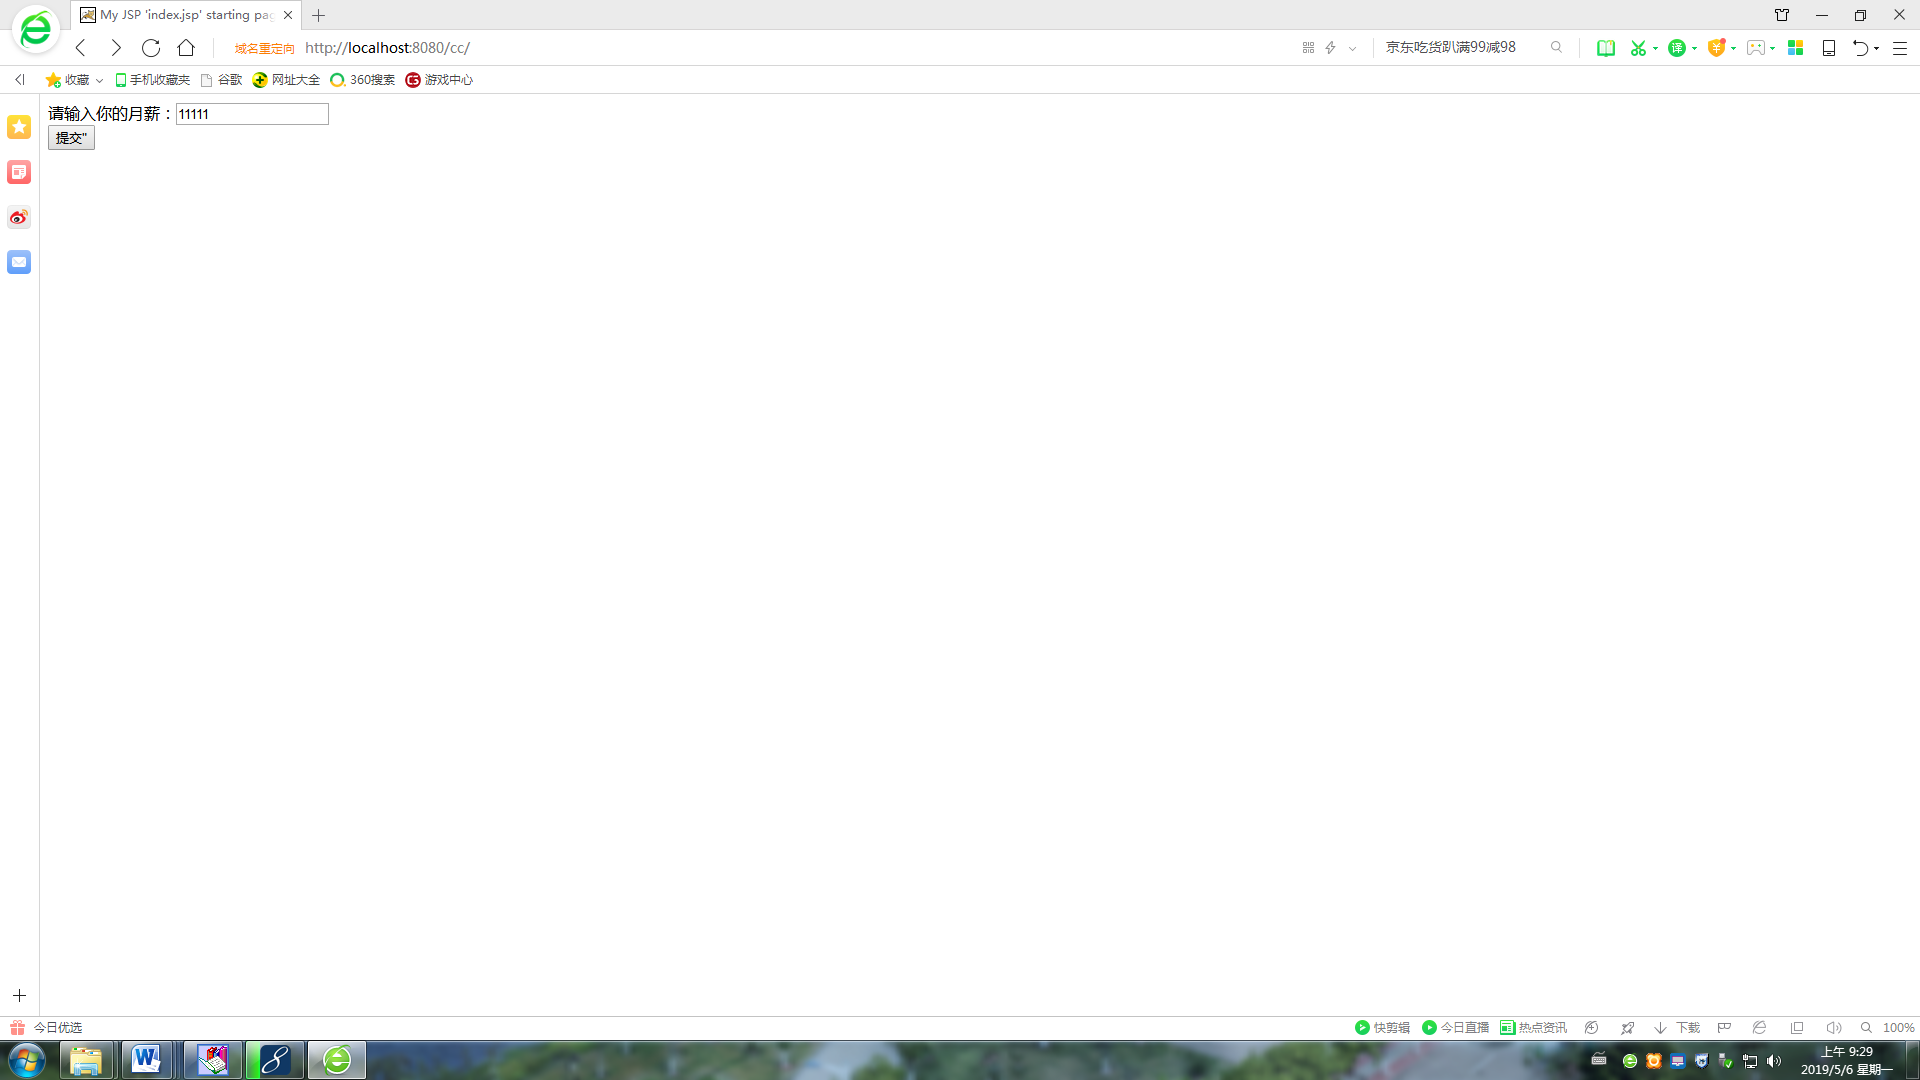 My JSP 'index.jsp' starting pag
域名重定向 http://localhost:8080/cc/ 京东吃货趴满99减98
收藏 手机收藏夹 谷歌 网址大全 360搜索 游戏中心
请输入你的月薪：11111
提交"
今日优选 快剪辑 今日直播 热点资讯 下载 100%
上午 9:29
2019/5/6 星期一